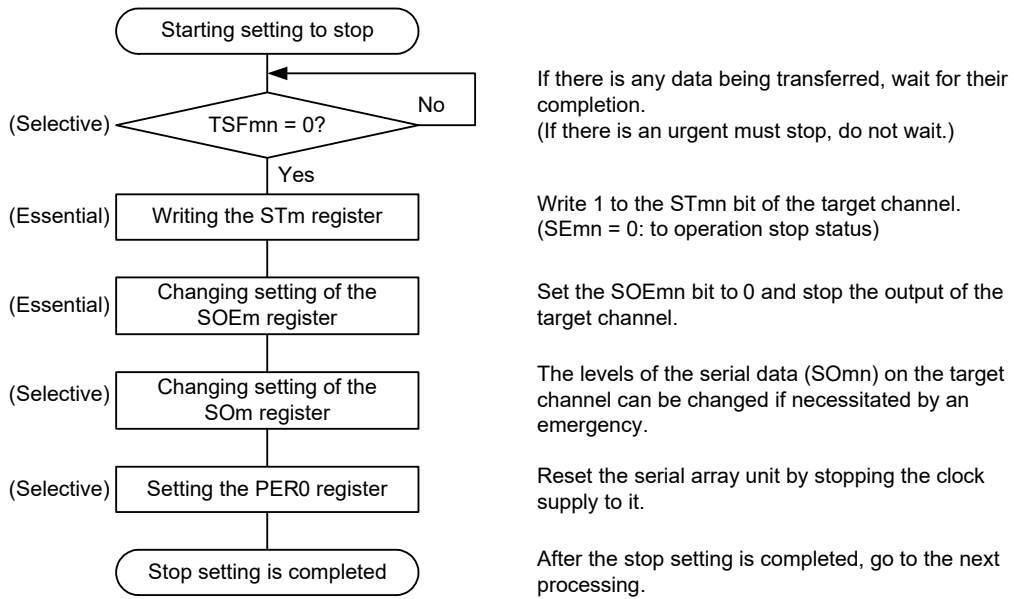 Starting setting to stop
If there is any data being transferred, wait for their
completion.
(If there is an urgent must stop, do not wait.)
No
(Selective)
TSFmn = 0?
Yes
(Essential)
Writing the STm register
Write 1 to the STmn bit of the target channel.
(SEmn = 0: to operation stop status)
(Essential)
Changing setting of the
SOEm register
Set the SOEmn bit to 0 and stop the output of the
target channel.
(Selective)
Changing setting of the
SOm register
The levels of the serial data (SOmn) on the target
channel can be changed if necessitated by an
emergency.
(Selective)
Setting the PER0 register
Reset the serial array unit by stopping the clock
supply to it.
Stop setting is completed
After the stop setting is completed, go to the next
processing.